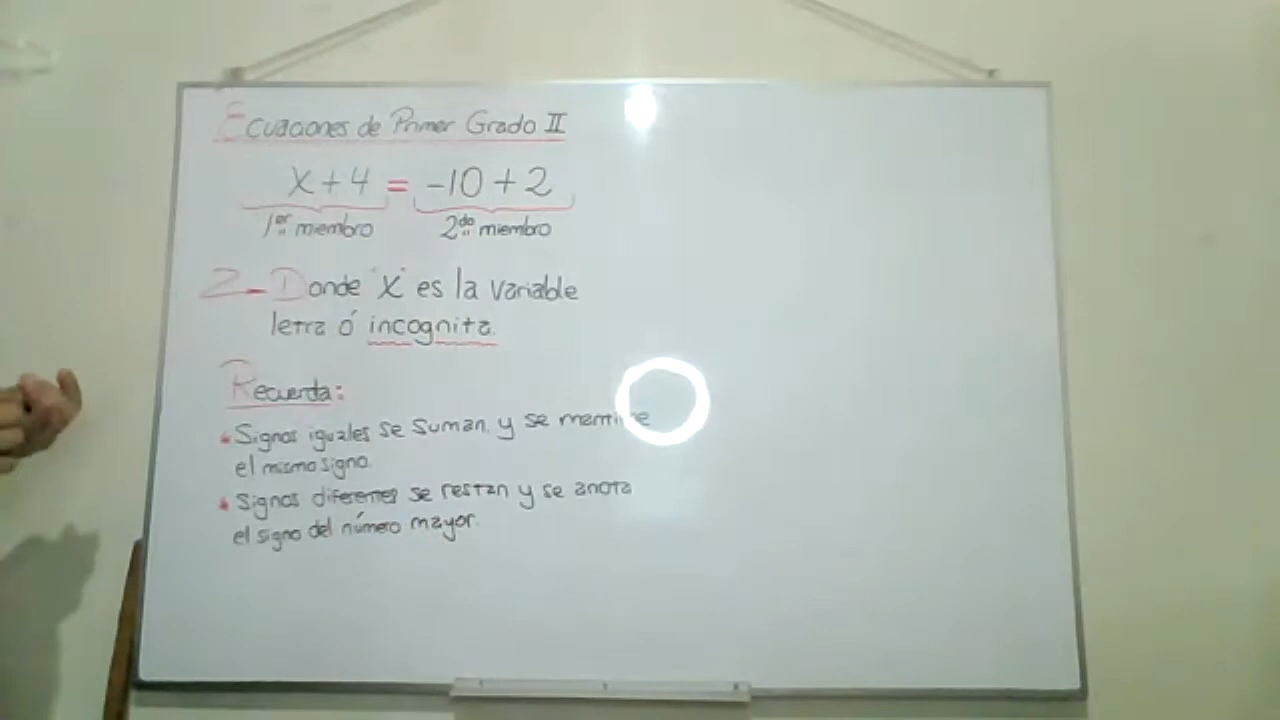 Ecuaciones de Primer Grado II
x + 4 = -10 + 2
1er. miembro 2do. miembro
2- Donde "x" es la variable
letra ó incognita.
Recuerda:
Signos iguales se suman y se mantiene
el mismo signo.
Signos diferentes se restan y se anota
el signo del número mayor.